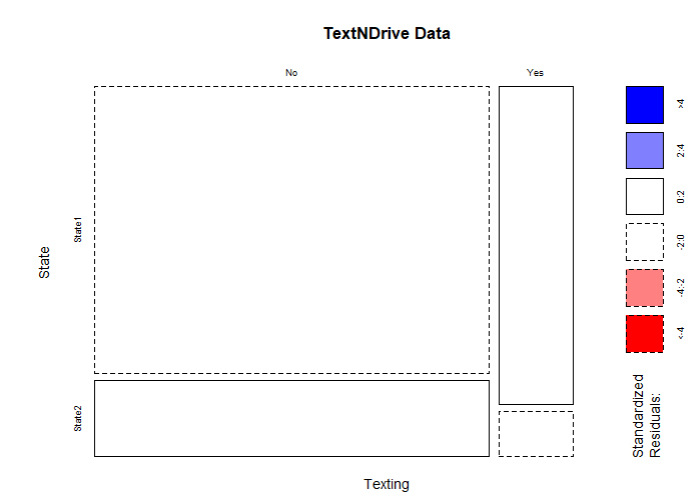 TextNDrive Data
No
Yes
State
State1
State2
Texting
>4
2:4
0:2
-2:0
-4:-2
<-4
Standardized
Residuals: